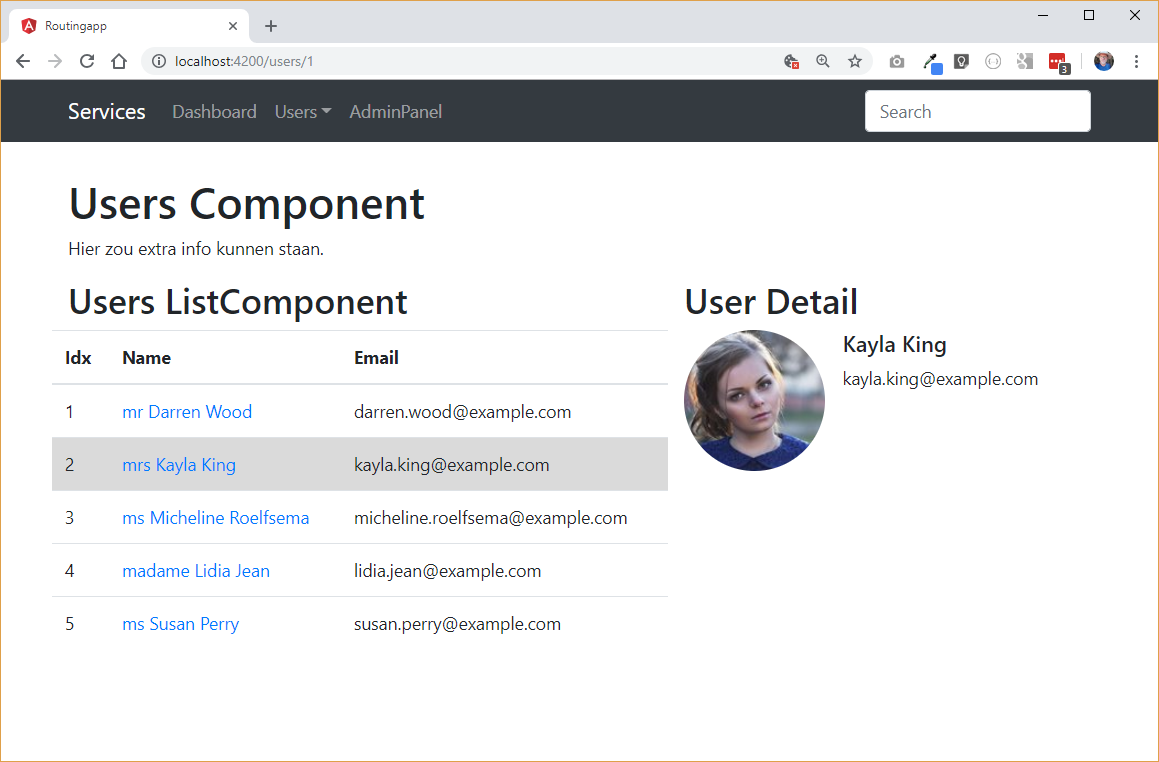 Routingapp
localhost:4200/users/1
3
Services Dashboard Users AdminPanel Search
Users Component
Hier zou extra info kunnen staan.
Users ListComponent
Idx Name Email
1 mr Darren Wood darren.wood@example.com
2 mrs Kayla King kayla.king@example.com
3 ms Micheline Roelfsema micheline.roelfsema@example.com
4 madame Lidia Jean lidia.jean@example.com
5 ms Susan Perry susan.perry@example.com
User Detail
Kayla King
kayla.king@example.com